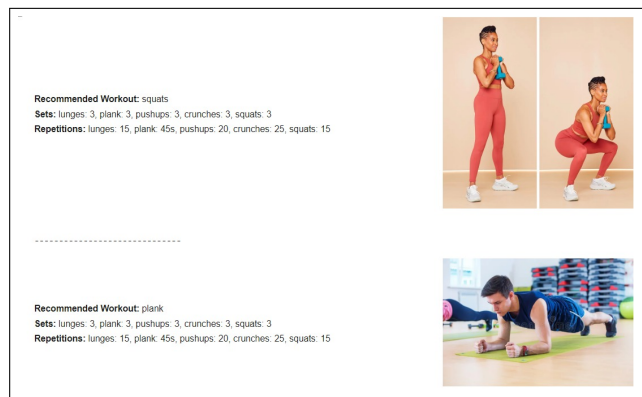 Recommended Workout: squats
Sets: lunges: 3, plank: 3, pushups: 3, crunches: 3, squats: 3
Repetitions: lunges: 15, plank: 45s, pushups: 20, crunches: 25, squats: 15
------------------------------
Recommended Workout: plank
Sets: lunges: 3, plank: 3, pushups: 3, crunches: 3, squats: 3
Repetitions: lunges: 15, plank: 45s, pushups: 20, crunches: 25, squats: 15